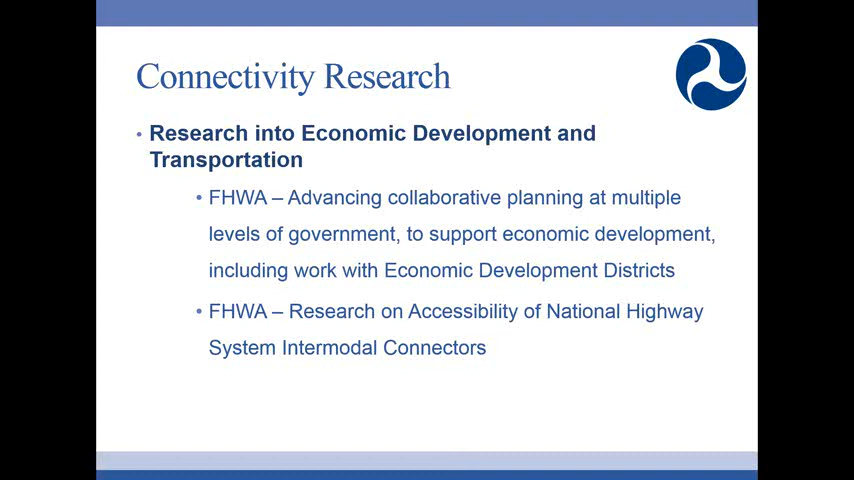 Connectivity Research
• Research into Economic Development and
Transportation
• FHWA – Advancing collaborative planning at multiple
levels of government, to support economic development,
including work with Economic Development Districts
• FHWA – Research on Accessibility of National Highway
System Intermodal Connectors